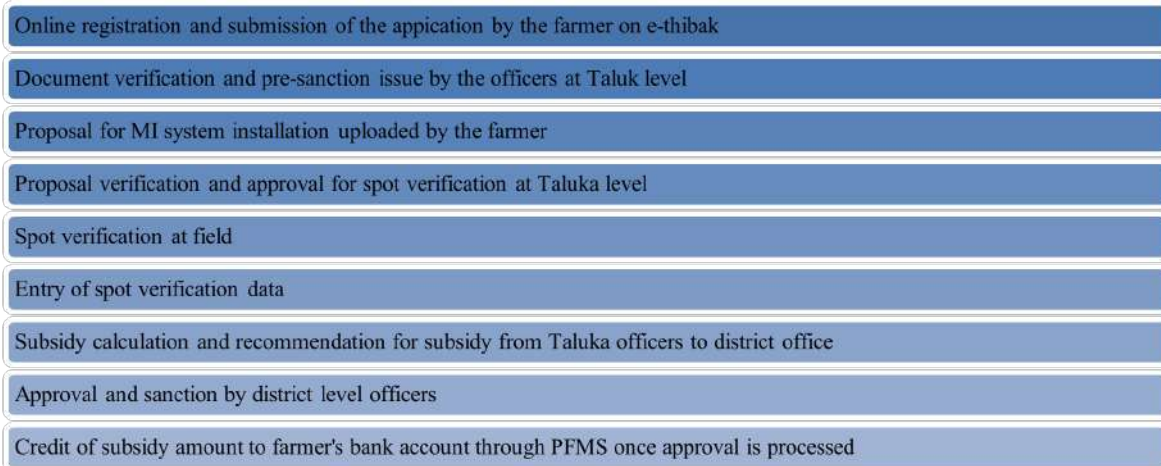 Online registration and submission of the appication by the farmer on e-thibak
Document verification and pre-sanction issue by the officers at Taluk level
Proposal for MI system installation uploaded by the farmer
Proposal verification and approval for spot verification at Taluka level
Spot verification at field
Entry of spot verification data
Subsidy calculation and recommendation for subsidy from Taluka officers to district office
Approval and sanction by district level officers
Credit of subsidy amount to farmer's bank account through PFMS once approval is processed